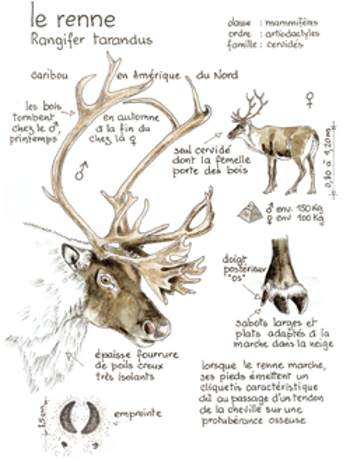 le renne
Rangifer tarandus
classe : mammifères
ordre : artiodactyles
famille : cervidés
caribou en Amérique du Nord
les bois
tombent
chez le ♂,
printemps
en automne
à la fin du
chez la ♀
♂
seul cervidé
dont la femelle
porte des bois
♀
0,80 à 1,20 m
♂ env. 150 Kg
♀ env 100 Kg
doigt
postérieur
"os"
sabots larges et
plats adaptés à la
marche dans la neige
épaisse fourrure
de poils creux
très isolants
empreinte
lorsque le renne marche,
ses pieds émettent un
cliquetis caractéristique
dû au passage d'un tendon
de la cheville sur une
protubérance osseuse